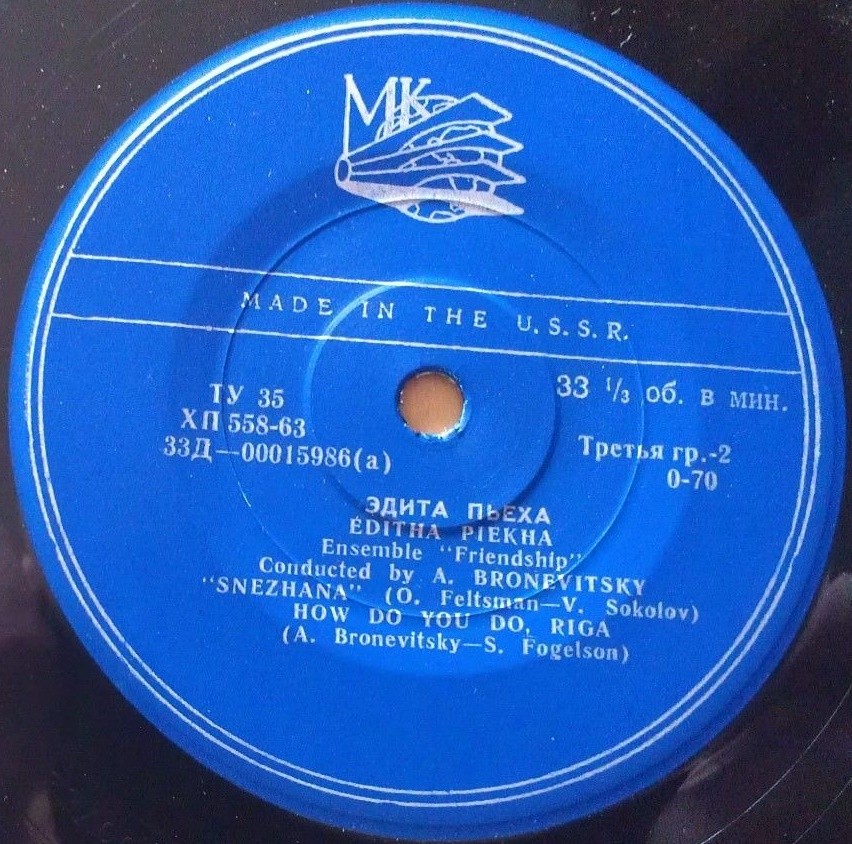 МК
MADE IN THE U.S.S.R.
ТУ 35
ХП 558-63
33Д—00015986(а)
33 1/3 об. в мин.
Третья гр.-2
0-70
ЭДИТА ПЬЕХА
EDITHA PIEKHA
Ensemble "Friendship"
Conducted by A. BRONEVITSKY
"SNEZHANA" (O. Feltsman—V. Sokolov)
HOW DO YOU DO, RIGA
(A. Bronevitsky—S. Fogelson)